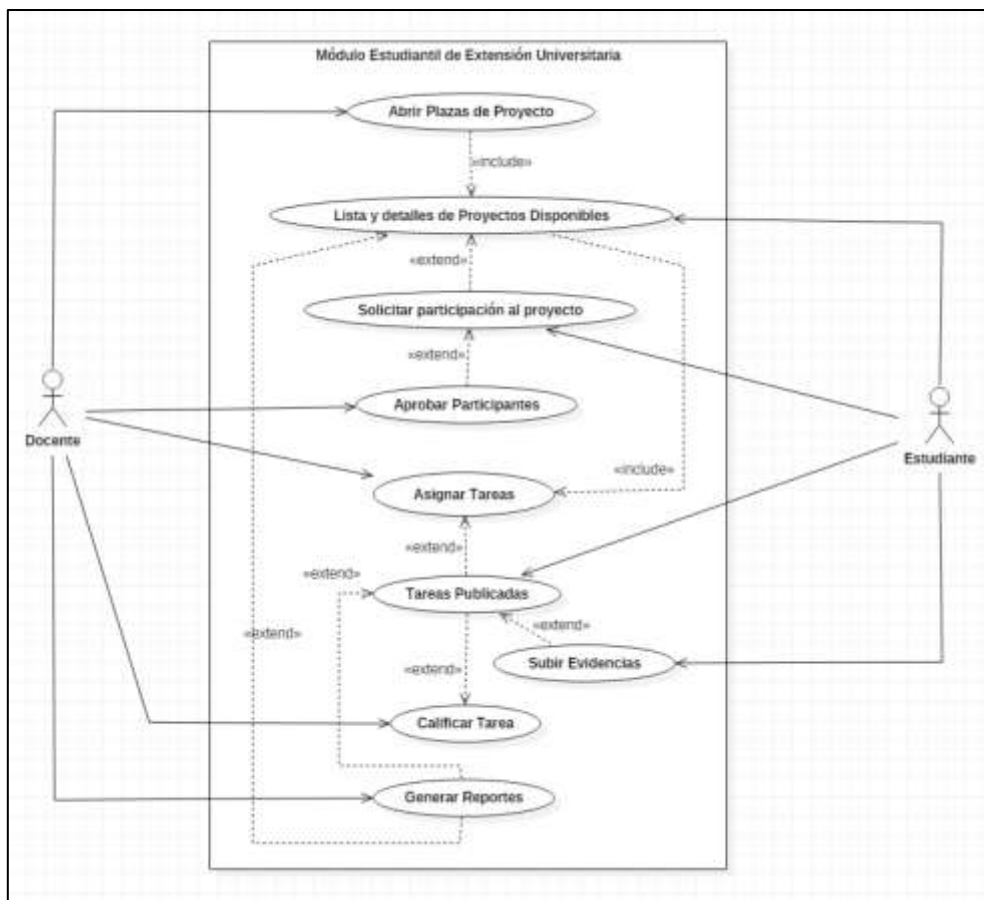 Módulo Estudiantil de Extensión Universitaria
Abrir Plazas de Proyecto
«include»
Lista y detalles de Proyectos Disponibles
«extend»
Solicitar participación al proyecto
«extend»
Aprobar Participantes
Docente
Estudiante
«include»
Asignar Tareas
«extend»
«extend»
Tareas Publicadas
«extend»
«extend»
Subir Evidencias
«extend»
Calificar Tarea
Generar Reportes